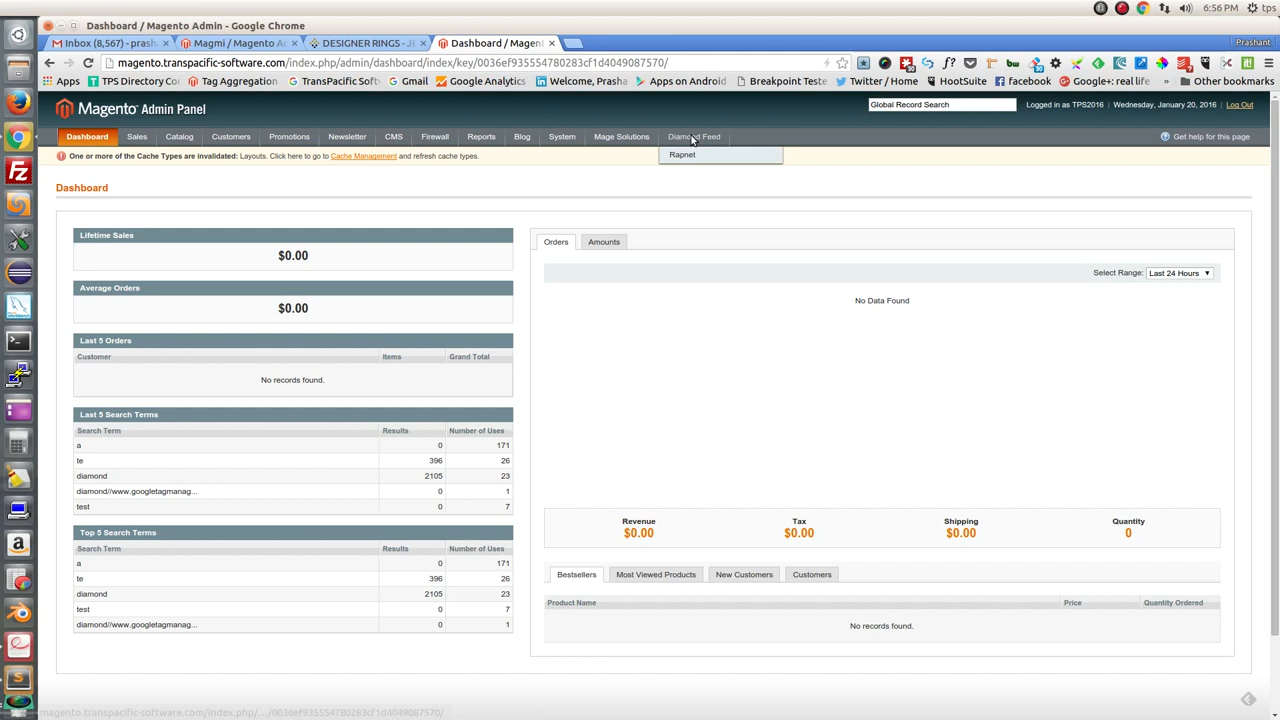 6:56 PM tps
Dashboard / Magento Admin - Google Chrome
Inbox (8,567) - prash
Magmi / Magento A
DESIGNER RINGS - JE
Dashboard / Magent
Prashant
magento.transpacific-software.com/index.php/admin/dashboard/index/key/0036ef935554780283cf1d4049087570/
Apps
TPS Directory Co
Tag Aggregation
TransPacific Soft
Gmail
Google Analytics
Welcome, Prasha
Apps on Android
Breakpoint Teste
Twitter / Home
HootSuite
facebook
Google+: real life
Other bookmarks
Magento Admin Panel
Global Record Search
Logged in as TPS2016 | Wednesday, January 20, 2016 | Log Out
Dashboard Sales Catalog Customers Promotions Newsletter CMS Firewall Reports Blog System Mage Solutions Diamond Feed
Get help for this page
One or more of the Cache Types are invalidated: Layouts. Click here to go to Cache Management and refresh cache types.
Rapnet
Dashboard
Lifetime Sales
$0.00
Average Orders
$0.00
Last 5 Orders
Customer Items Grand Total
No records found.
Last 5 Search Terms
Search Term Results Number of Uses
a 0 171
te 396 26
diamond 2105 23
diamond//www.googletagmanag... 0 1
test 0 7
Top 5 Search Terms
Search Term Results Number of Uses
a 0 171
te 396 26
diamond 2105 23
test 0 7
diamond//www.googletagmanag... 0 1
Orders Amounts
Select Range: Last 24 Hours
No Data Found
Revenue Tax Shipping Quantity
$0.00 $0.00 $0.00 0
Bestsellers Most Viewed Products New Customers Customers
Product Name Price Quantity Ordered
No records found.
magento.transpacific-software.com/index.php/.../0036ef935554780283cf1d4049087570/